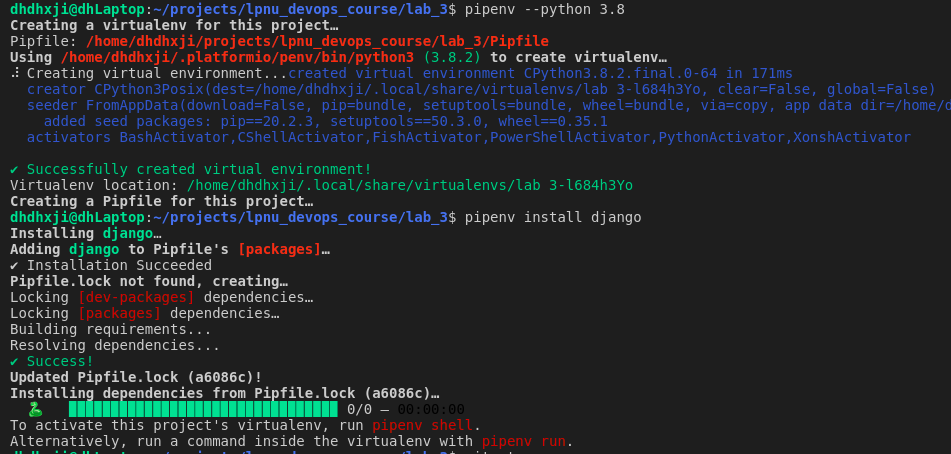 dhdhxji@dhLaptop:~/projects/lpnu_devops_course/lab_3$ pipenv --python 3.8
Creating a virtualenv for this project…
Pipfile: /home/dhdhxji/projects/lpnu_devops_course/lab_3/Pipfile
Using /home/dhdhxji/.platformio/penv/bin/python3 (3.8.2) to create virtualenv…
⠼ Creating virtual environment...created virtual environment CPython3.8.2.final.0-64 in 171ms
creator CPython3Posix(dest=/home/dhdhxji/.local/share/virtualenvs/lab_3-l684h3Yo, clear=False, global=False)
seeder FromAppData(download=False, pip=bundle, setuptools=bundle, wheel=bundle, via=copy, app_data_dir=/home/d
added seed packages: pip==20.2.3, setuptools==50.3.0, wheel==0.35.1
activators BashActivator,CShellActivator,FishActivator,PowerShellActivator,PythonActivator,XonshActivator
✔ Successfully created virtual environment!
Virtualenv location: /home/dhdhxji/.local/share/virtualenvs/lab_3-l684h3Yo
Creating a Pipfile for this project…
dhdhxji@dhLaptop:~/projects/lpnu_devops_course/lab_3$ pipenv install django
Installing django…
Adding django to Pipfile's [packages]…
✔ Installation Succeeded
Pipfile.lock not found, creating…
Locking [dev-packages] dependencies…
Locking [packages] dependencies…
Building requirements...
Resolving dependencies...
✔ Success!
Updated Pipfile.lock (a6086c)!
Installing dependencies from Pipfile.lock (a6086c)…
🐍 ▉▉▉▉▉▉▉▉▉▉▉▉▉▉▉▉▉▉▉▉▉▉▉▉▉▉▉▉▉▉▉▉ 0/0 — 00:00:00
To activate this project's virtualenv, run pipenv shell.
Alternatively, run a command inside the virtualenv with pipenv run.